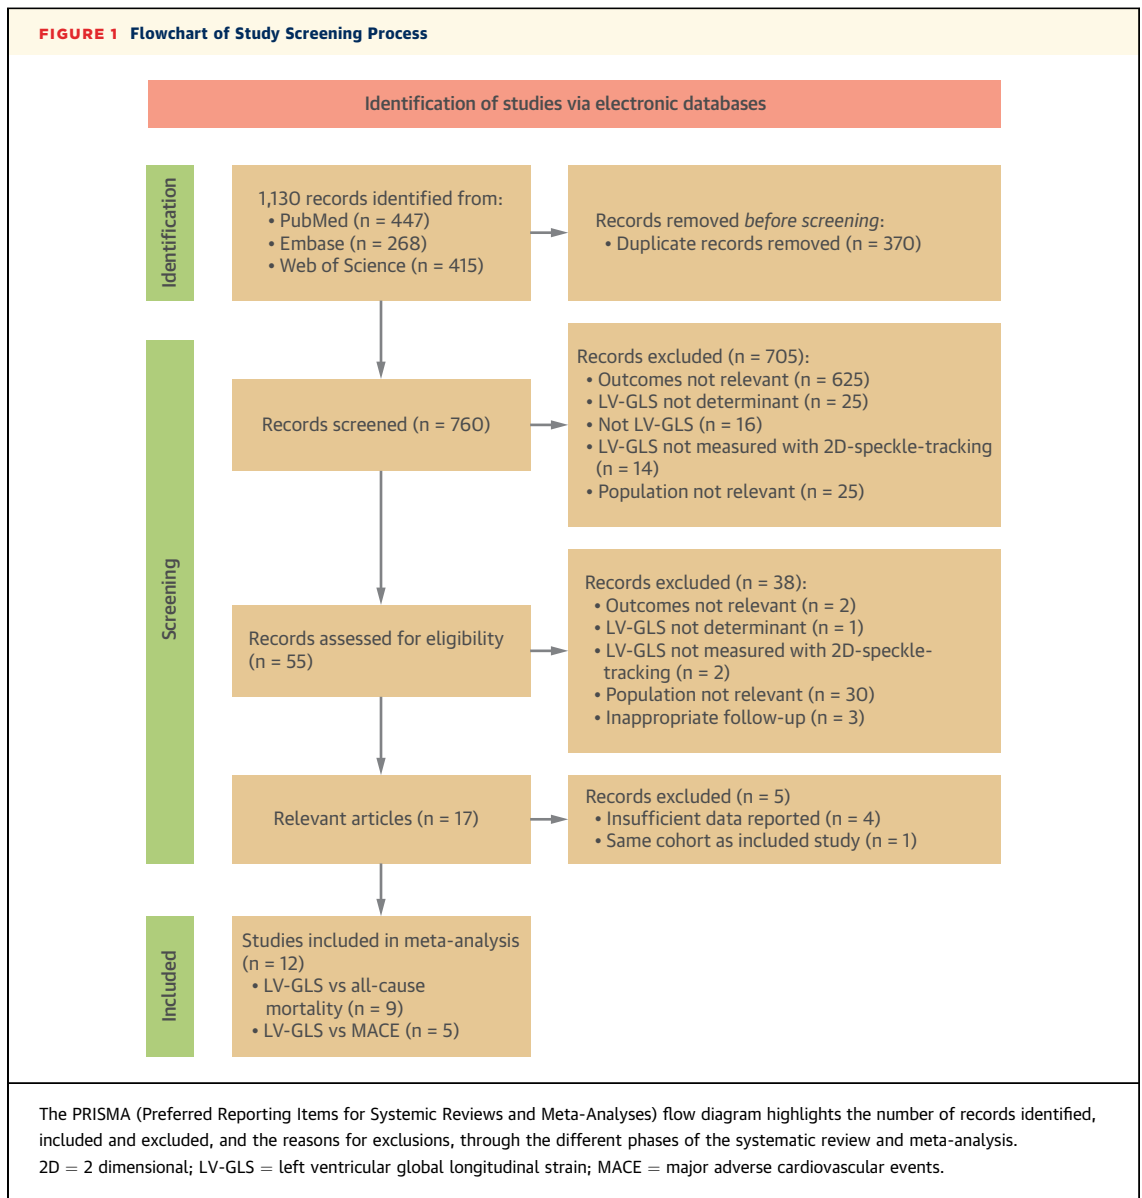 FIGURE 1 Flowchart of Study Screening Process
Identification of studies via electronic databases
Identification
1,130 records identified from:
• PubMed (n = 447)
• Embase (n = 268)
• Web of Science (n = 415)
Records removed before screening:
• Duplicate records removed (n = 370)
Screening
Records screened (n = 760)
Records excluded (n = 705):
• Outcomes not relevant (n = 625)
• LV-GLS not determinant (n = 25)
• Not LV-GLS (n = 16)
• LV-GLS not measured with 2D-speckle-tracking
(n = 14)
• Population not relevant (n = 25)
Records assessed for eligibility
(n = 55)
Records excluded (n = 38):
• Outcomes not relevant (n = 2)
• LV-GLS not determinant (n = 1)
• LV-GLS not measured with 2D-speckle-
tracking (n = 2)
• Population not relevant (n = 30)
• Inappropriate follow-up (n = 3)
Relevant articles (n = 17)
Records excluded (n = 5)
• Insufficient data reported (n = 4)
• Same cohort as included study (n = 1)
Included
Studies included in meta-analysis
(n = 12)
• LV-GLS vs all-cause
mortality (n = 9)
• LV-GLS vs MACE (n = 5)
The PRISMA (Preferred Reporting Items for Systemic Reviews and Meta-Analyses) flow diagram highlights the number of records identified,
included and excluded, and the reasons for exclusions, through the different phases of the systematic review and meta-analysis.
2D = 2 dimensional; LV-GLS = left ventricular global longitudinal strain; MACE = major adverse cardiovascular events.